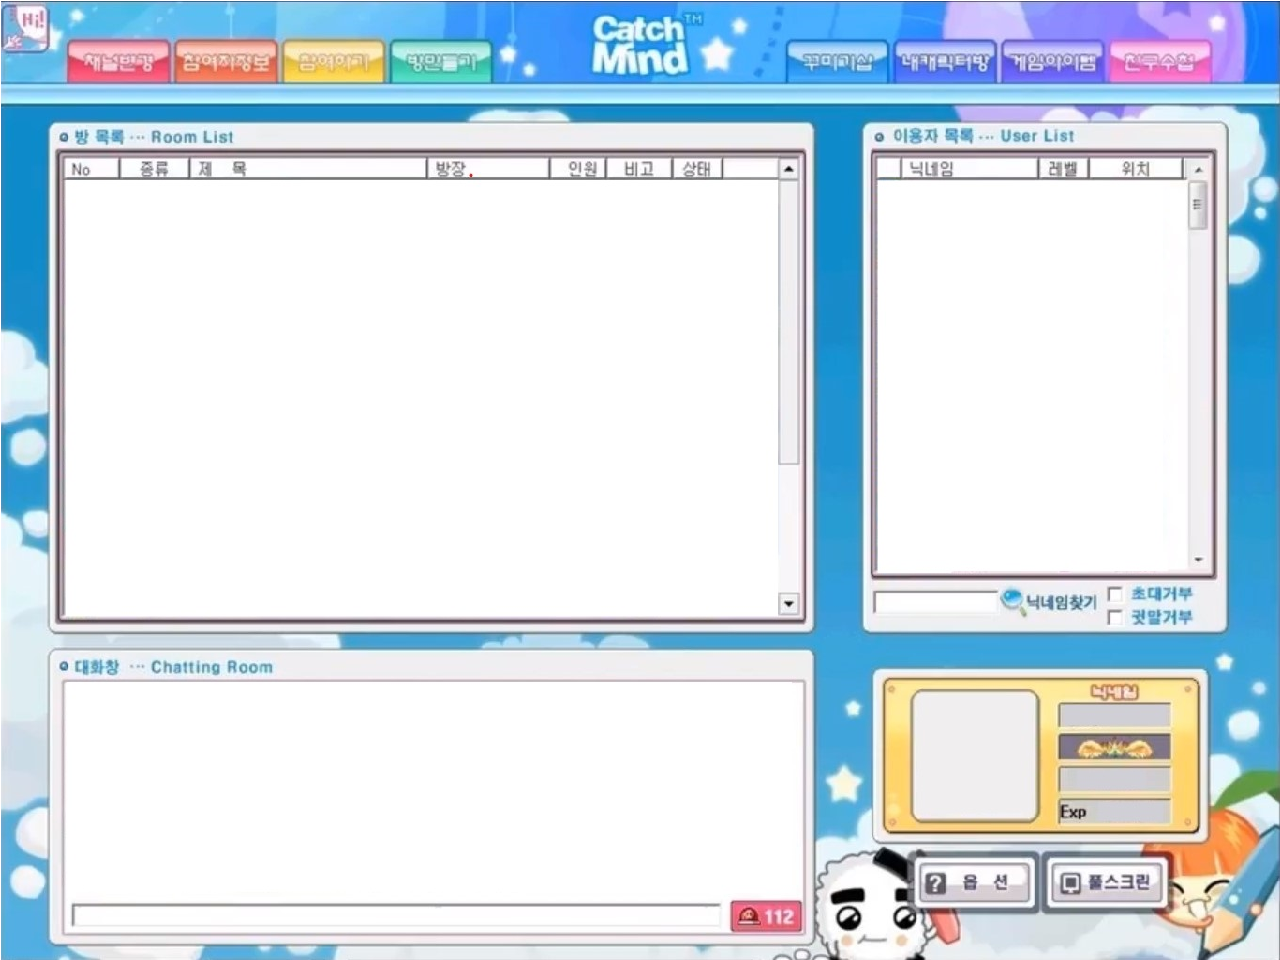 Hi!
채널변경 참여자정보 참여하기 방만들기
Catch Mind™
꾸미기샵 내캐릭터방 게임아이템 친구수첩
방 목록 ··· Room List
No 종류 제 목 방장 인원 비고 상태
이용자 목록 ··· User List
닉네임 레벨 위치
닉네임찾기
초대거부
귓말거부
대화창 ··· Chatting Room
112
닉네임
Exp
? 옵 션
풀스크린